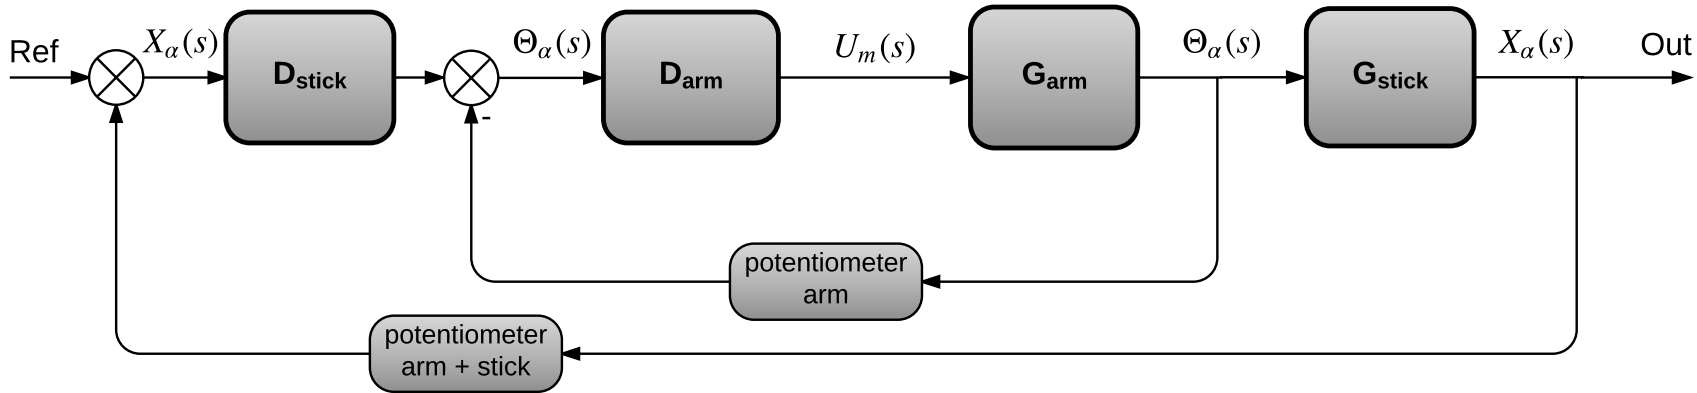 Ref
Xα(s)
Dstick
Θα(s)
Darm
Um(s)
Garm
Θα(s)
Gstick
Xα(s)
Out
-
potentiometer
arm
potentiometer
arm + stick